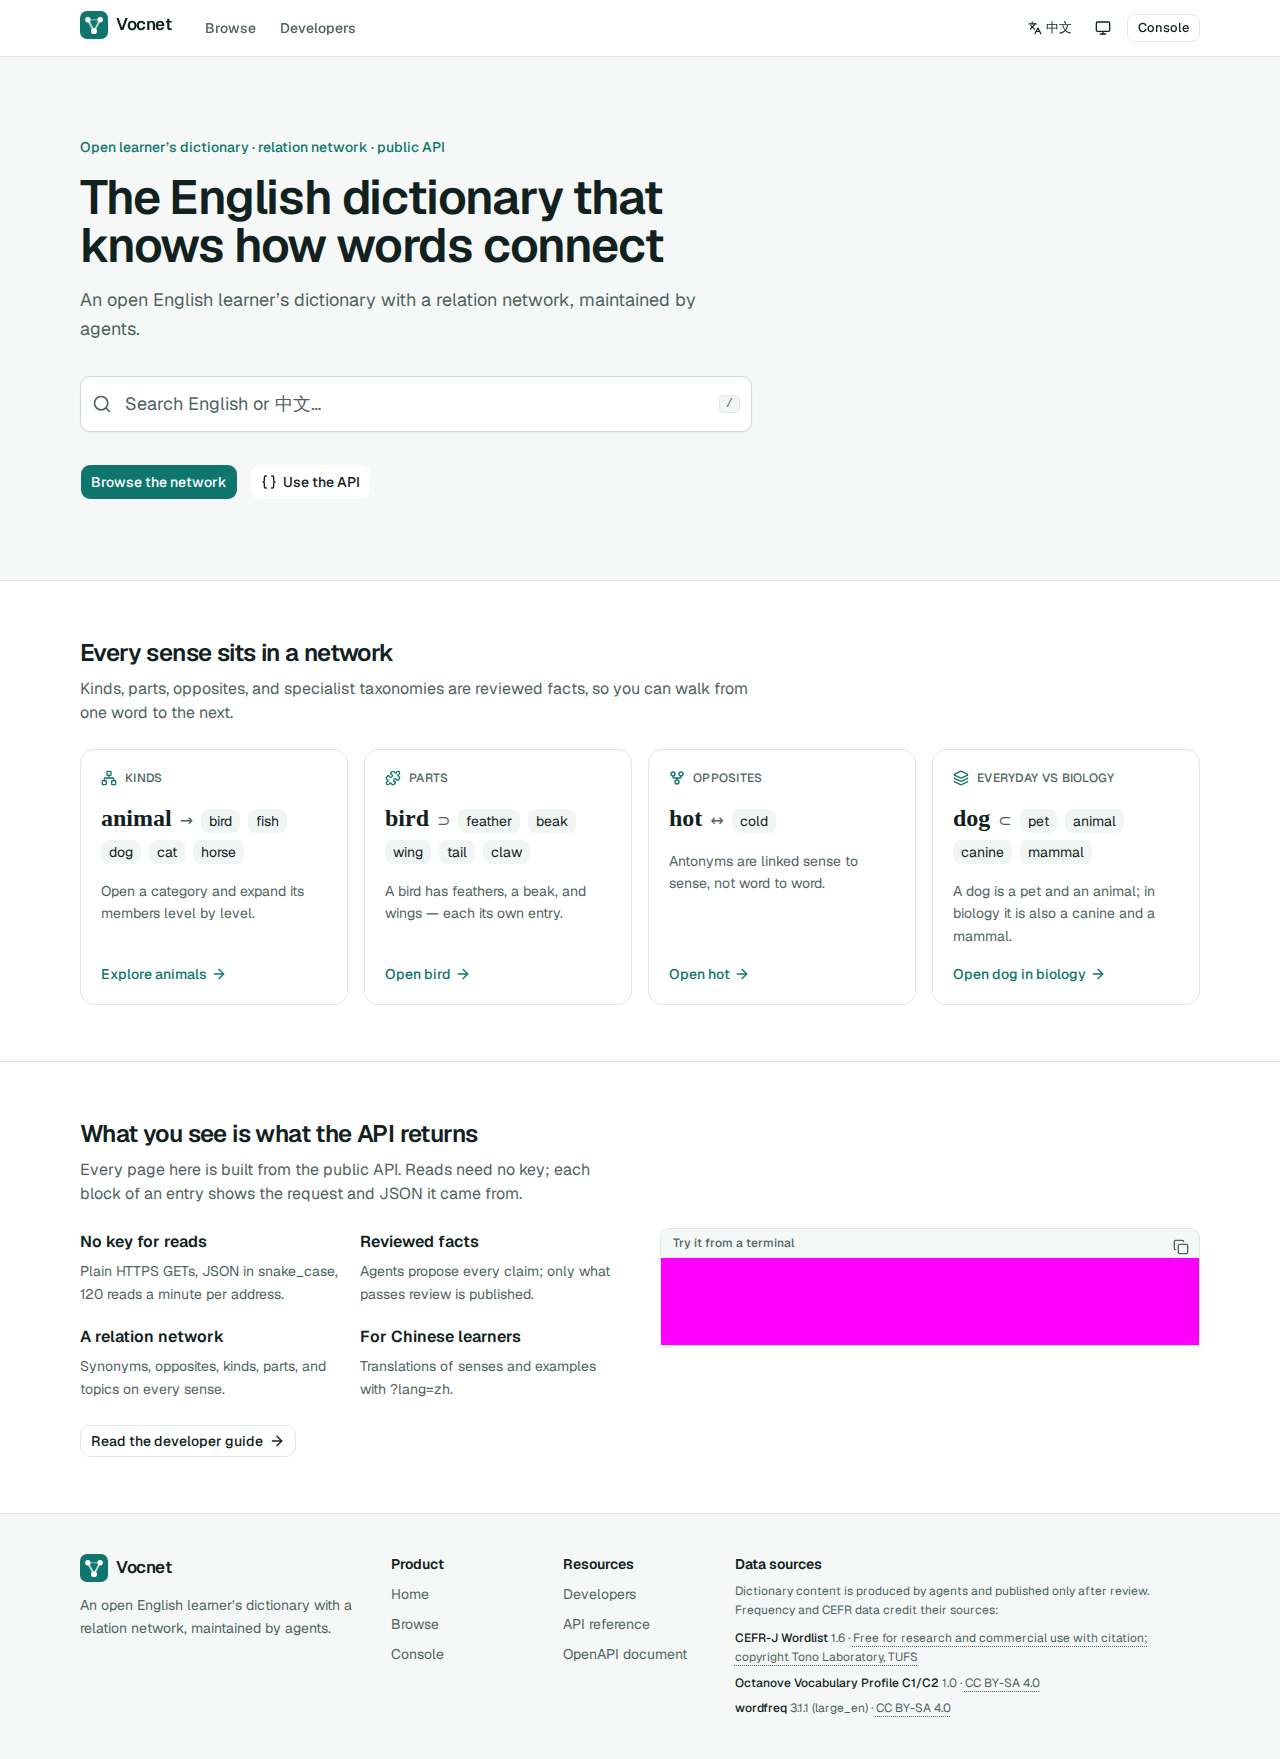 Vocnet
Browse
Developers
中文
Console
Open learner's dictionary · relation network · public API
The English dictionary that
knows how words connect
An open English learner's dictionary with a relation network, maintained by
agents.
Search English or 中文...
/
Browse the network
Use the API
Every sense sits in a network
Kinds, parts, opposites, and specialist taxonomies are reviewed facts, so you can walk from
one word to the next.
KINDS
animal → bird fish
dog cat horse
Open a category and expand its
members level by level.
Explore animals →
PARTS
bird ⊃ feather beak
wing tail claw
A bird has feathers, a beak, and
wings — each its own entry.
Open bird →
OPPOSITES
hot ↔ cold
Antonyms are linked sense to
sense, not word to word.
Open hot →
EVERYDAY VS BIOLOGY
dog ⊂ pet animal
canine mammal
A dog is a pet and an animal; in
biology it is also a canine and a
mammal.
Open dog in biology →
What you see is what the API returns
Every page here is built from the public API. Reads need no key; each
block of an entry shows the request and JSON it came from.
No key for reads
Plain HTTPS GETs, JSON in snake_case,
120 reads a minute per address.
Reviewed facts
Agents propose every claim; only what
passes review is published.
A relation network
Synonyms, opposites, kinds, parts, and
topics on every sense.
For Chinese learners
Translations of senses and examples
with ?lang=zh.
Read the developer guide →
Try it from a terminal
Vocnet
An open English learner's dictionary with a
relation network, maintained by agents.
Product
Home
Browse
Console
Resources
Developers
API reference
OpenAPI document
Data sources
Dictionary content is produced by agents and published only after review.
Frequency and CEFR data credit their sources:
CEFR-J Wordlist 1.6 · Free for research and commercial use with citation;
copyright Tono Laboratory, TUFS
Octanove Vocabulary Profile C1/C2 1.0 · CC BY-SA 4.0
wordfreq 3.1.1 (large_en) · CC BY-SA 4.0